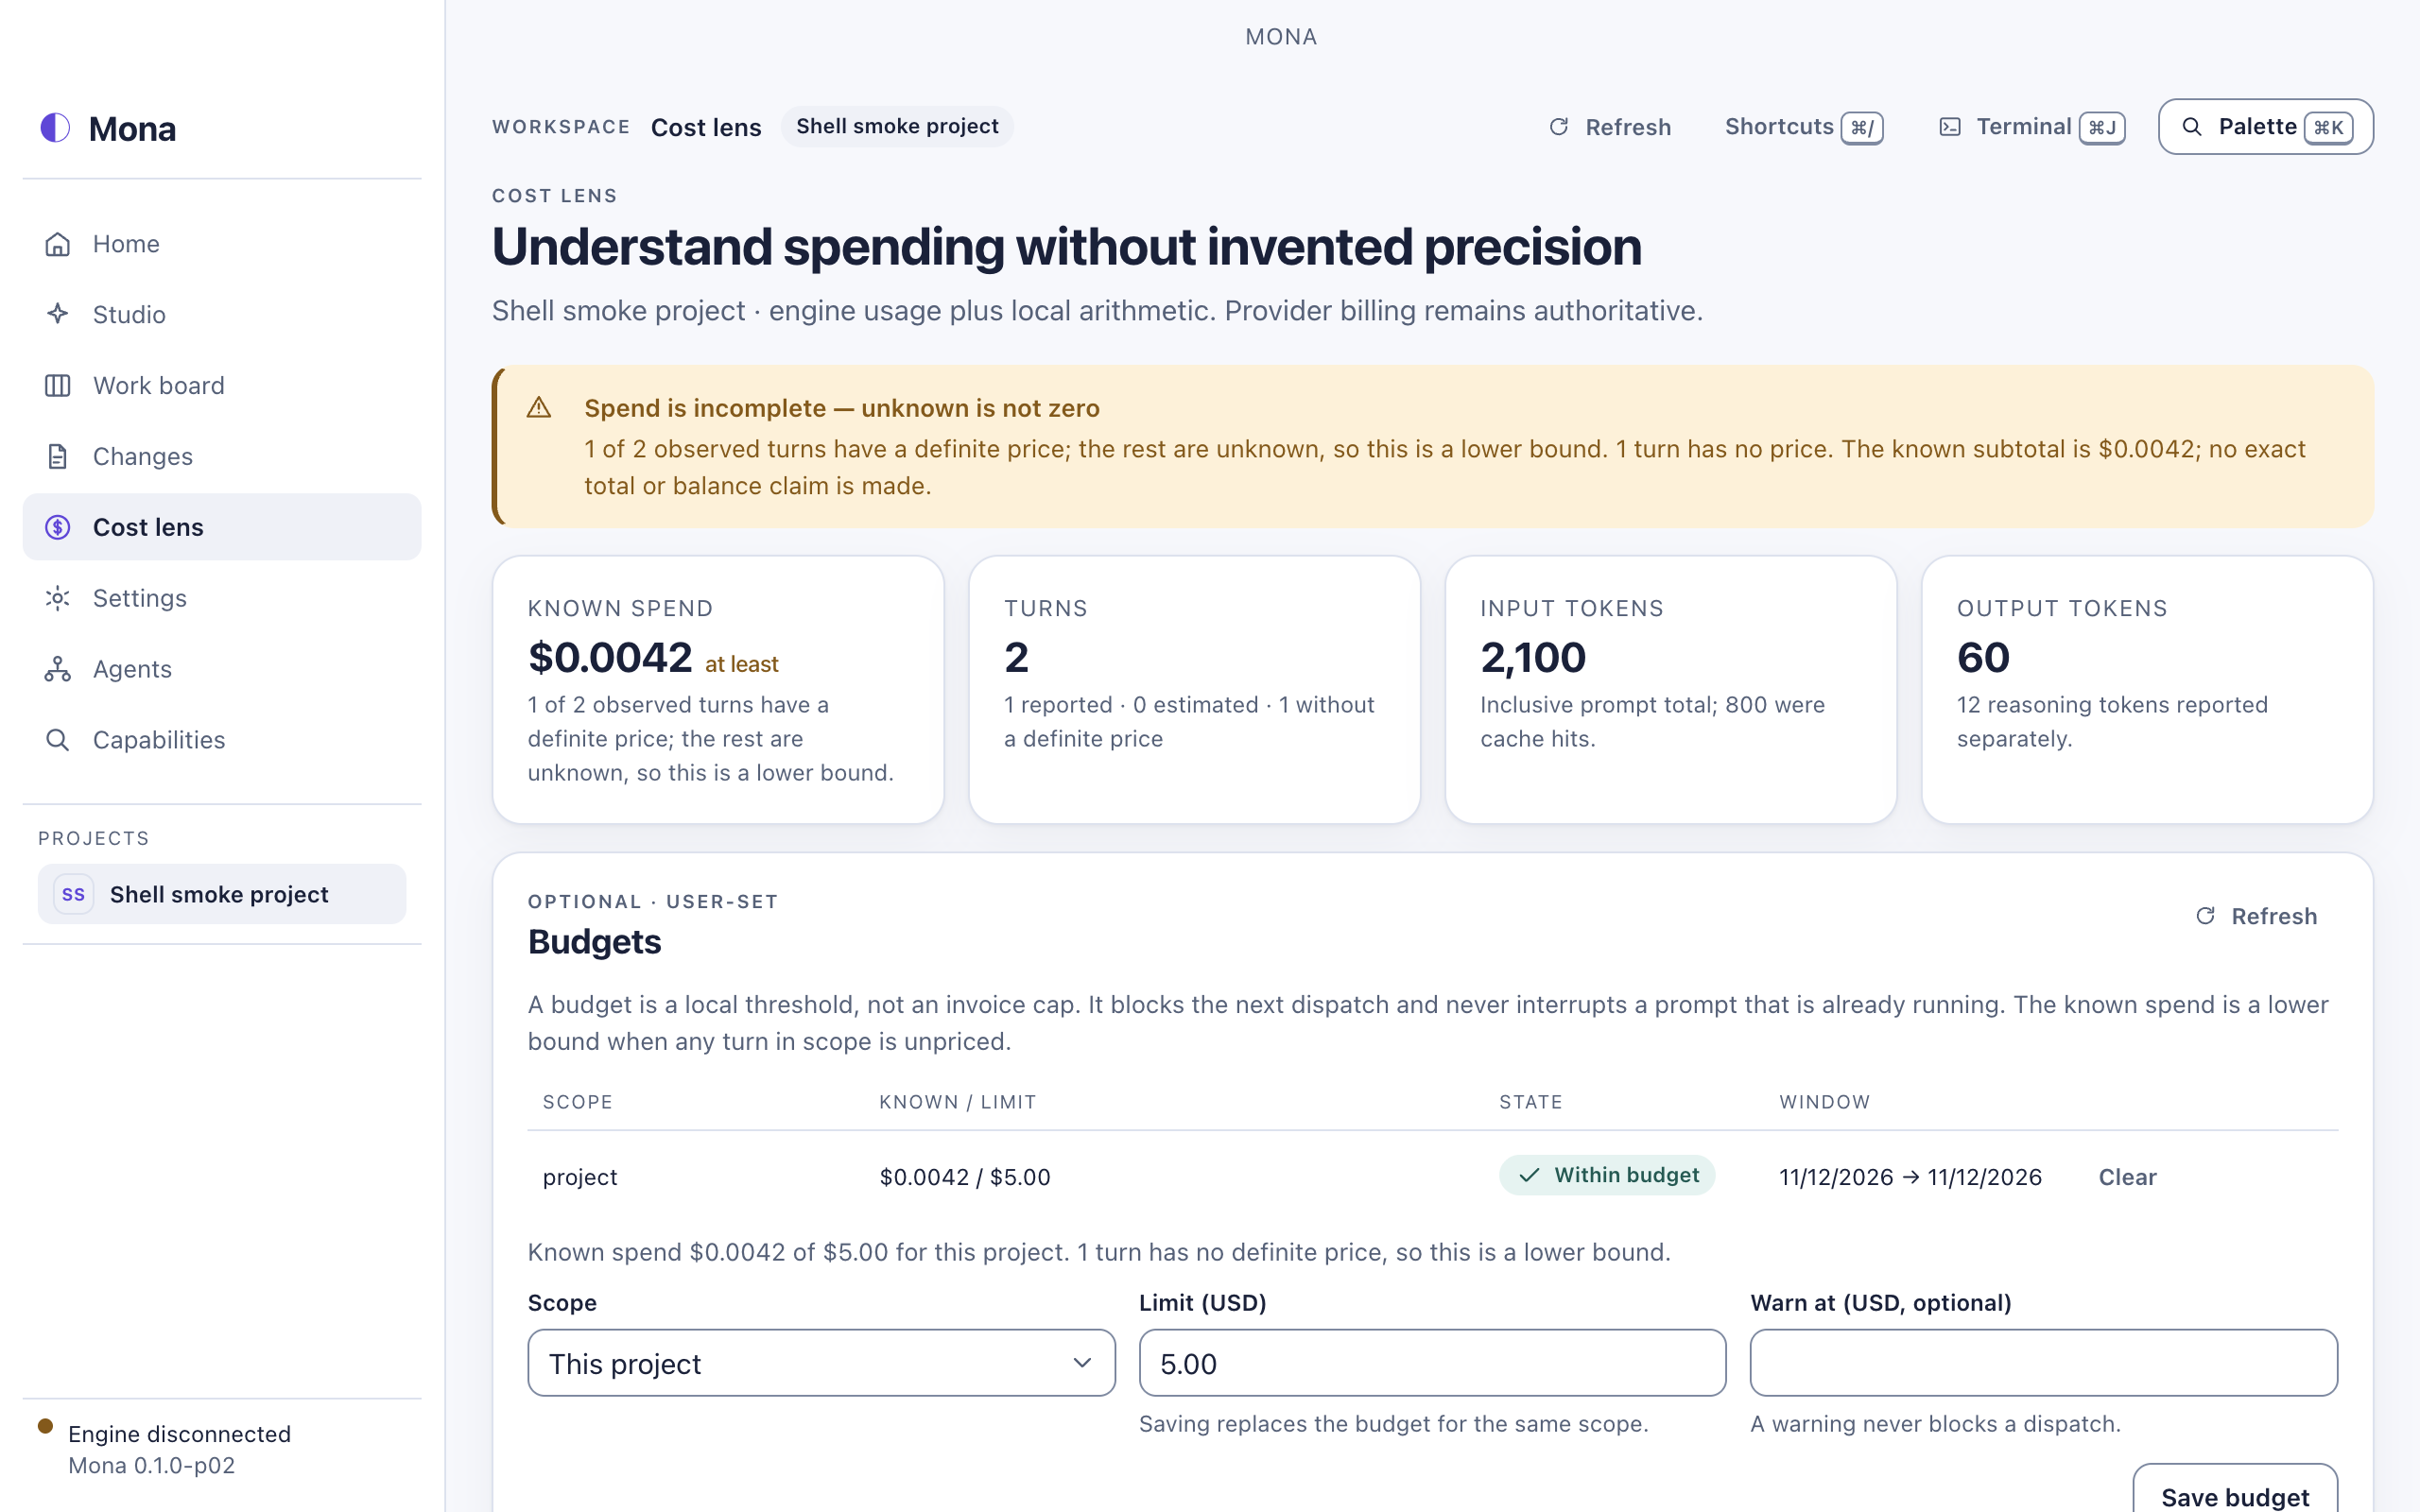 MONA
Mona
Home
Studio
Work board
Changes
Cost lens
Settings
Agents
Capabilities
PROJECTS
SS Shell smoke project
Engine disconnected
Mona 0.1.0-p02
WORKSPACE Cost lens Shell smoke project Refresh Shortcuts ⌘/ Terminal ⌘J Palette ⌘K
COST LENS
Understand spending without invented precision
Shell smoke project · engine usage plus local arithmetic. Provider billing remains authoritative.
Spend is incomplete — unknown is not zero
1 of 2 observed turns have a definite price; the rest are unknown, so this is a lower bound. 1 turn has no price. The known subtotal is $0.0042; no exact
total or balance claim is made.
KNOWN SPEND
$0.0042 at least
1 of 2 observed turns have a
definite price; the rest are
unknown, so this is a lower bound.
TURNS
2
1 reported · 0 estimated · 1 without
a definite price
INPUT TOKENS
2,100
Inclusive prompt total; 800 were
cache hits.
OUTPUT TOKENS
60
12 reasoning tokens reported
separately.
OPTIONAL · USER-SET
Budgets
Refresh
A budget is a local threshold, not an invoice cap. It blocks the next dispatch and never interrupts a prompt that is already running. The known spend is a lower
bound when any turn in scope is unpriced.
SCOPE KNOWN / LIMIT STATE WINDOW
project $0.0042 / $5.00 Within budget 11/12/2026 → 11/12/2026 Clear
Known spend $0.0042 of $5.00 for this project. 1 turn has no definite price, so this is a lower bound.
Scope Limit (USD) Warn at (USD, optional)
This project 5.00
Saving replaces the budget for the same scope. A warning never blocks a dispatch.
Save budget